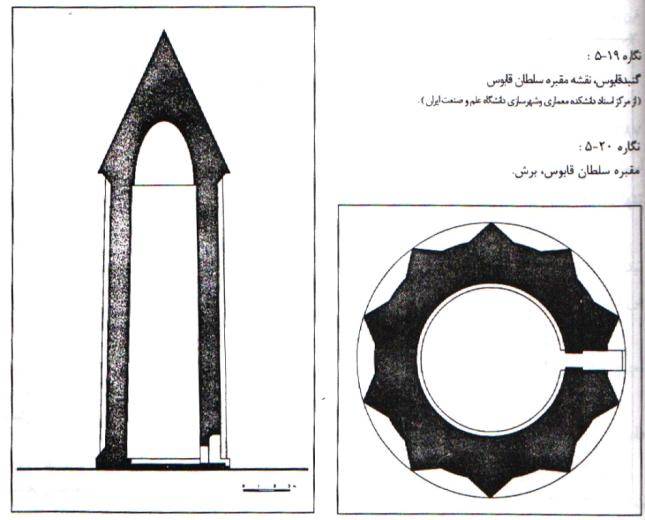 نگاره ۱۹-۵ :
گنبدقابوس، نقشه مقبره سلطان قابوس
(از مرکز اسناد دانشکده معماری وشهرسازی دانشگاه علم و صنعت ایران).
نگاره ۲۰-۵ :
مقبره سلطان قابوس، برش.